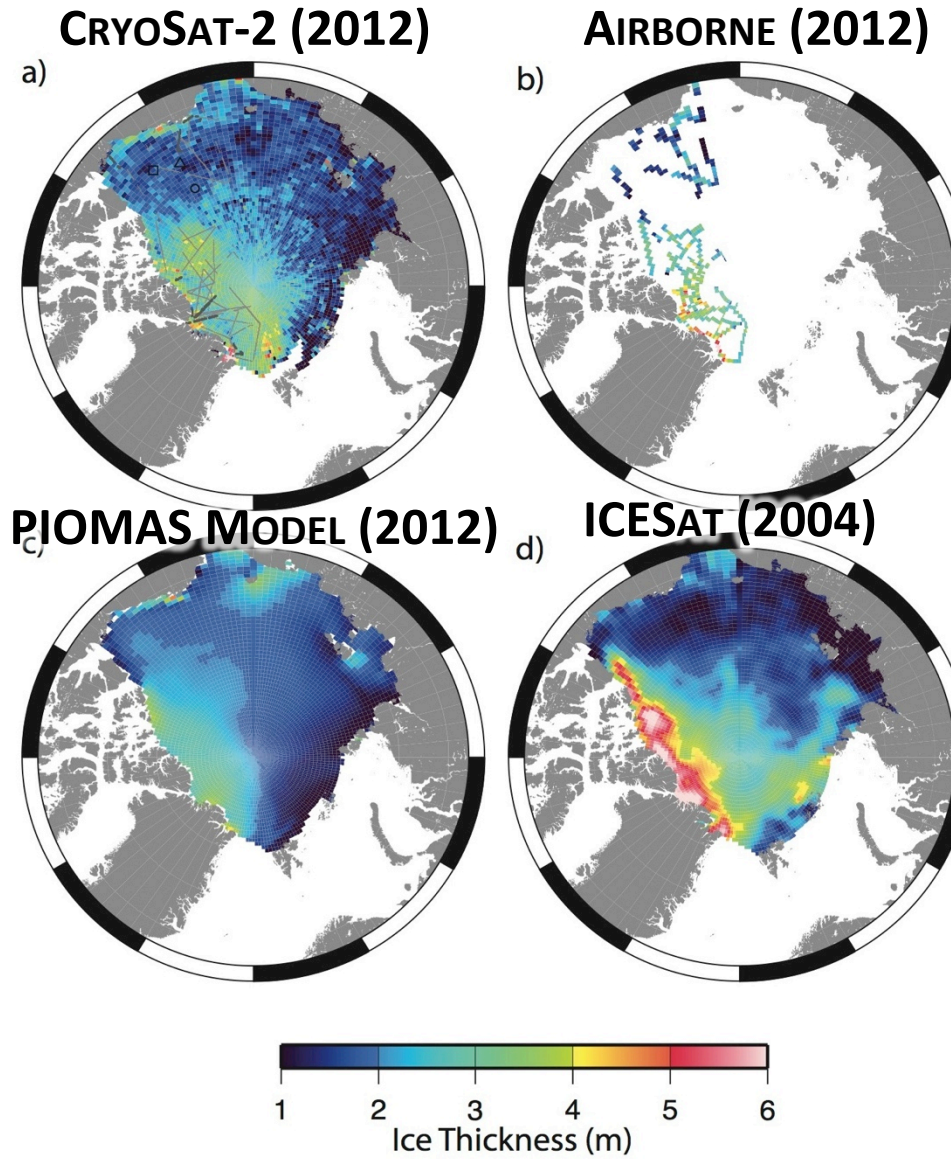 CRYOSAT-2 (2012)
AIRBORNE (2012)
a)
b)
PIOMAS MODEL (2012)
ICESAT (2004)
c)
d)
1 2 3 4 5 6
Ice Thickness (m)